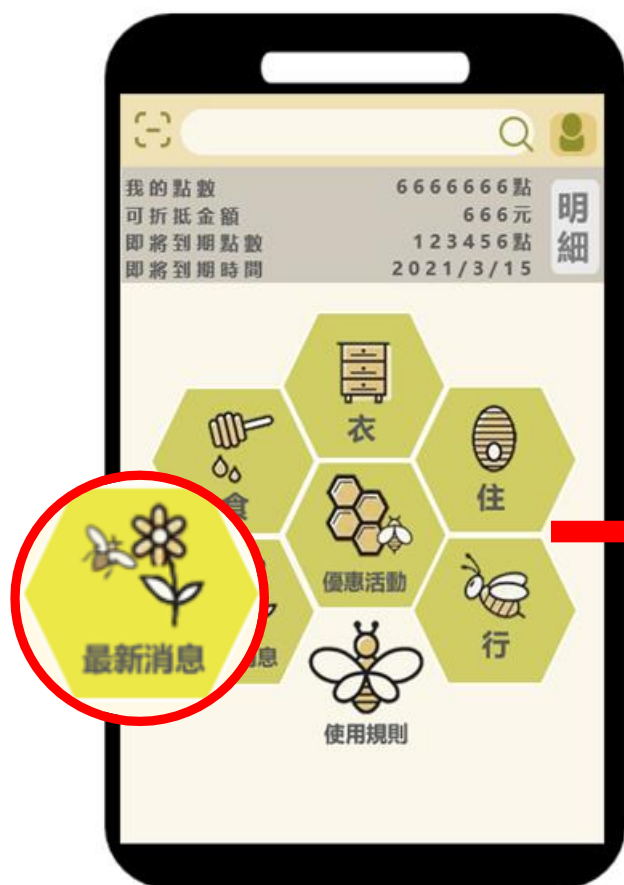 我的點數 6666666點
可折抵金額 666元
即將到期點數 123456點
即將到期時間 2021/3/15
明細
衣
食
住
優惠活動
最新消息
息
行
使用規則